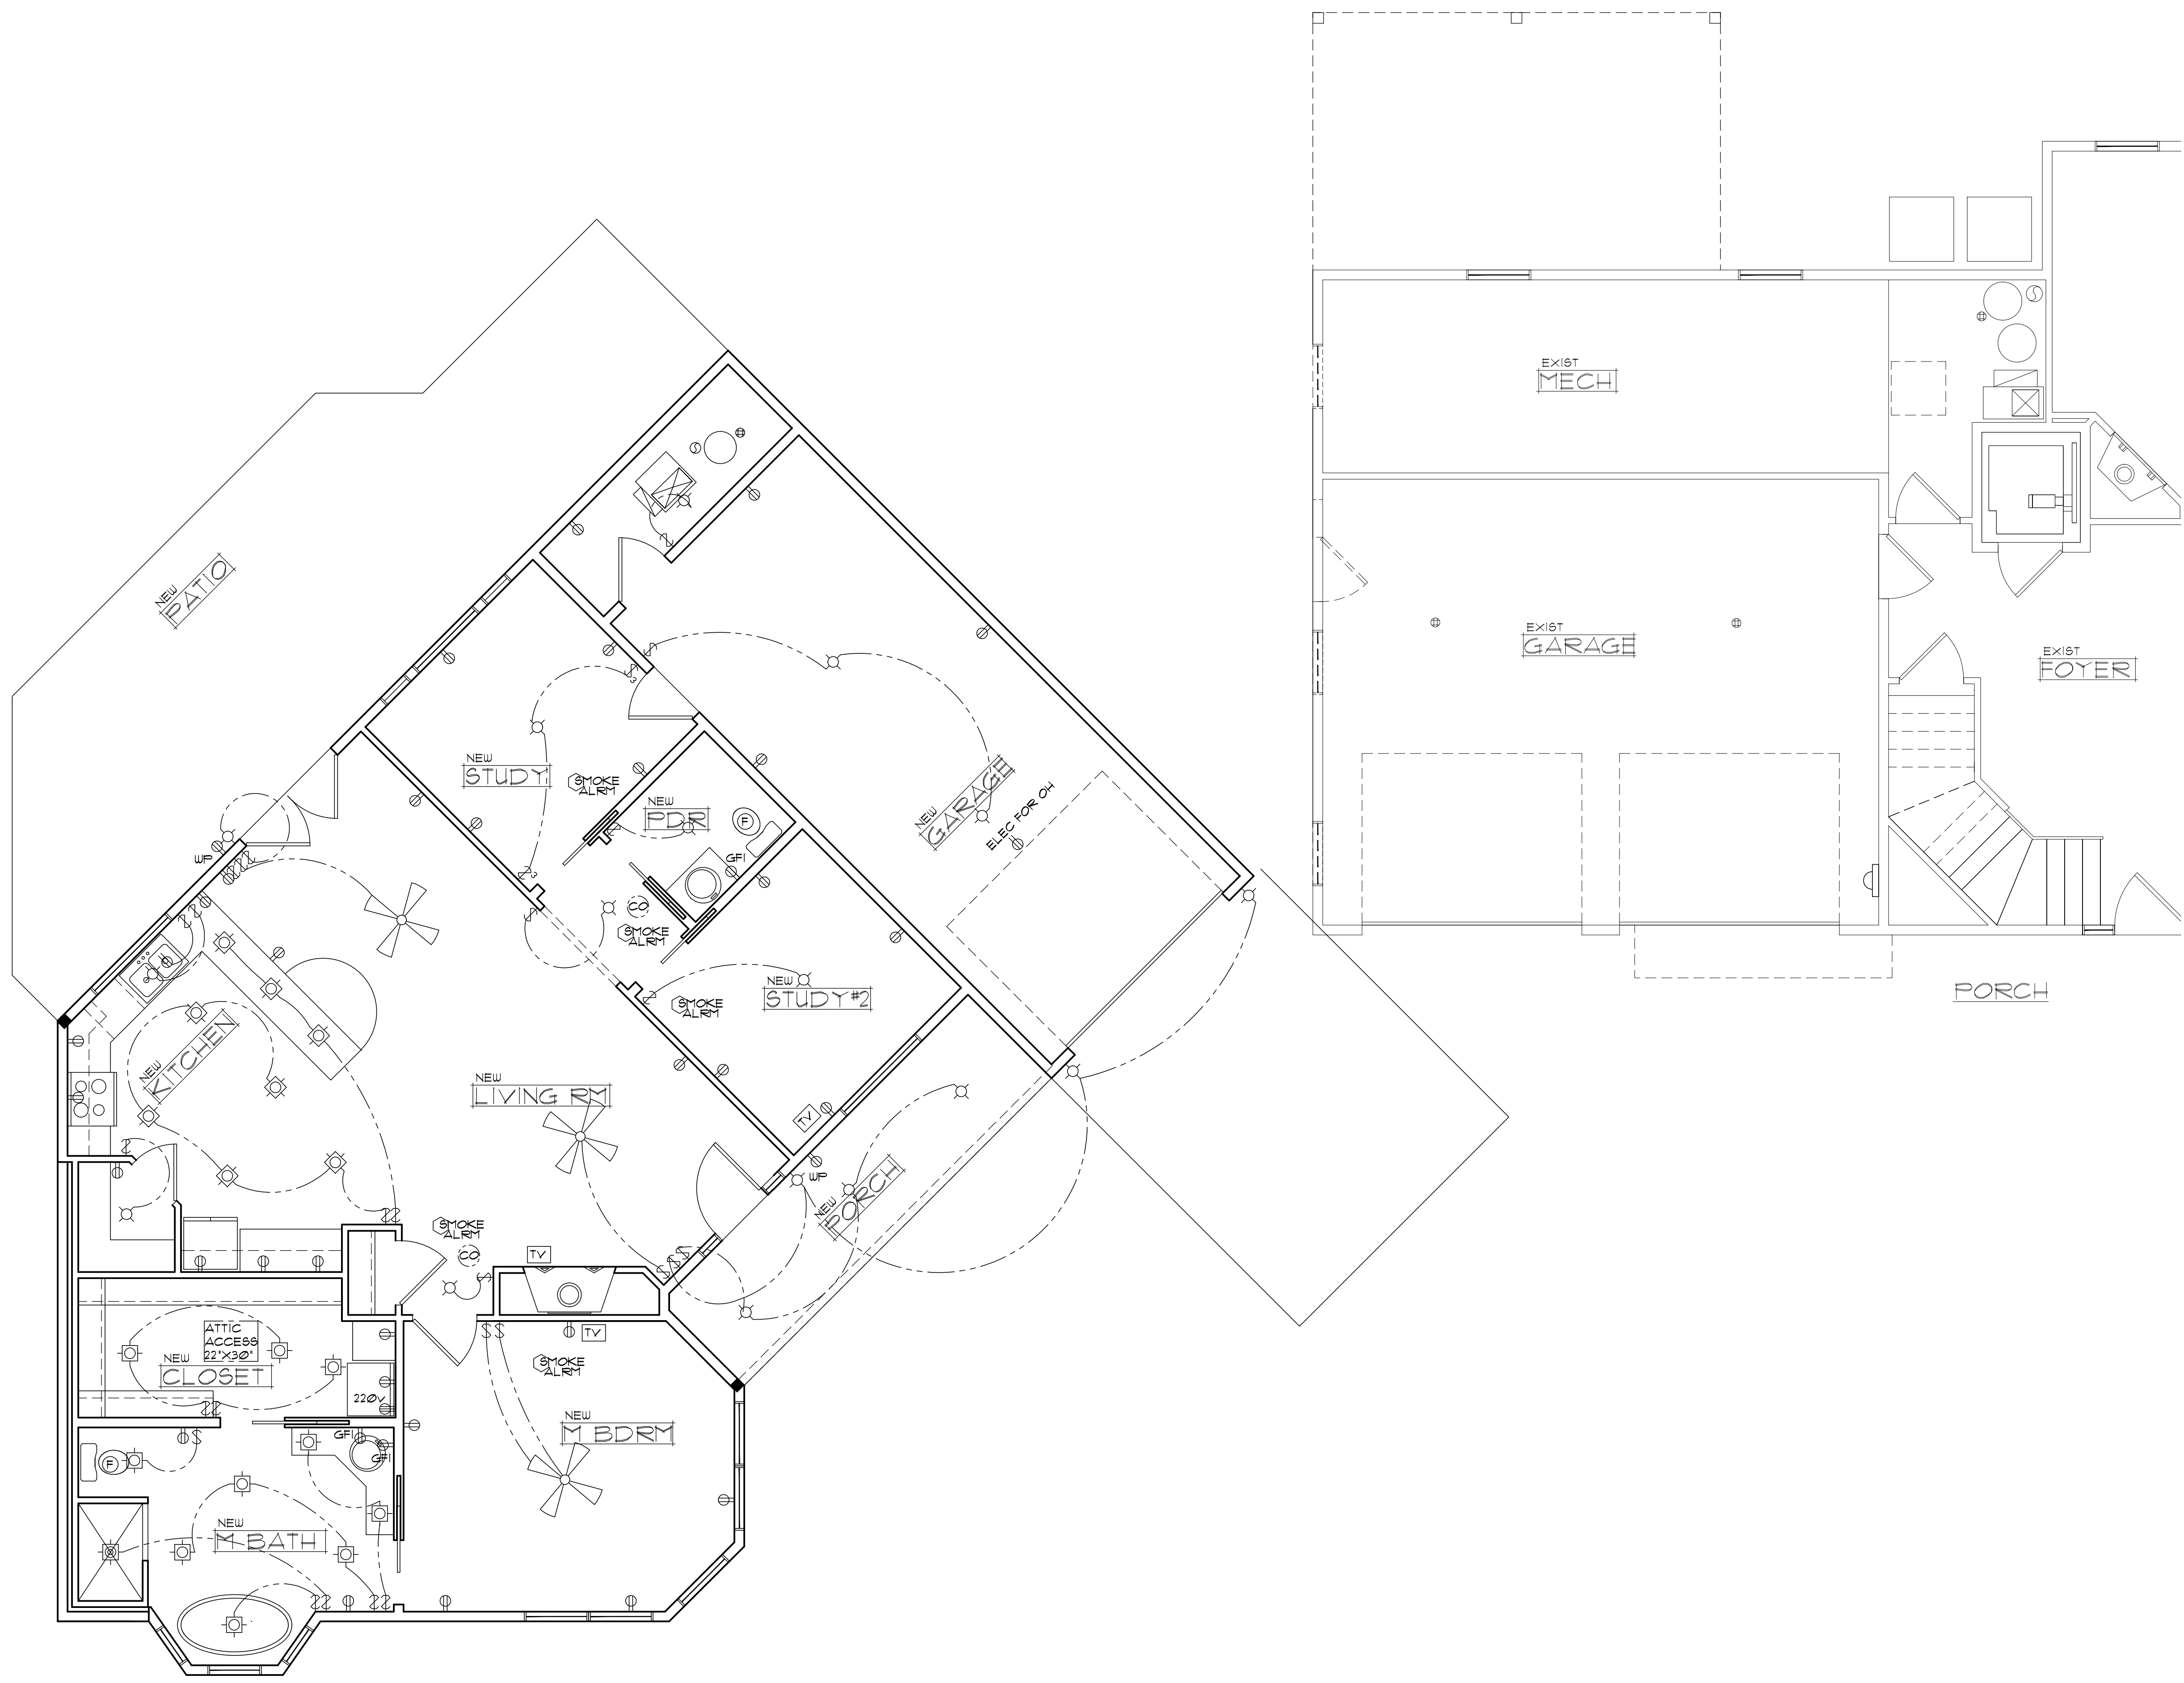 EXIST
MECH
NEW
PATIO
EXIST
GARAGE
EXIST
FOYER
NEW
STUDY
SMOKE
ALRM
3
NEW
PDR
F
GFI
NEW
GARAGE
ELEC FOR OH
WP
3
CO
SMOKE
ALRM
NEW
STUDY #2
SMOKE
ALRM
PORCH
NEW
KITCHEN
NEW
LIVING RM
TV
WP
NEW
PORCH
SMOKE
ALRM
CO
TV
TV
ATTIC
ACCESS
22"X30"
NEW
CLOSET
220v
SMOKE
ALRM
NEW
M BDRM
GFI
GFI
F
NEW
M BATH